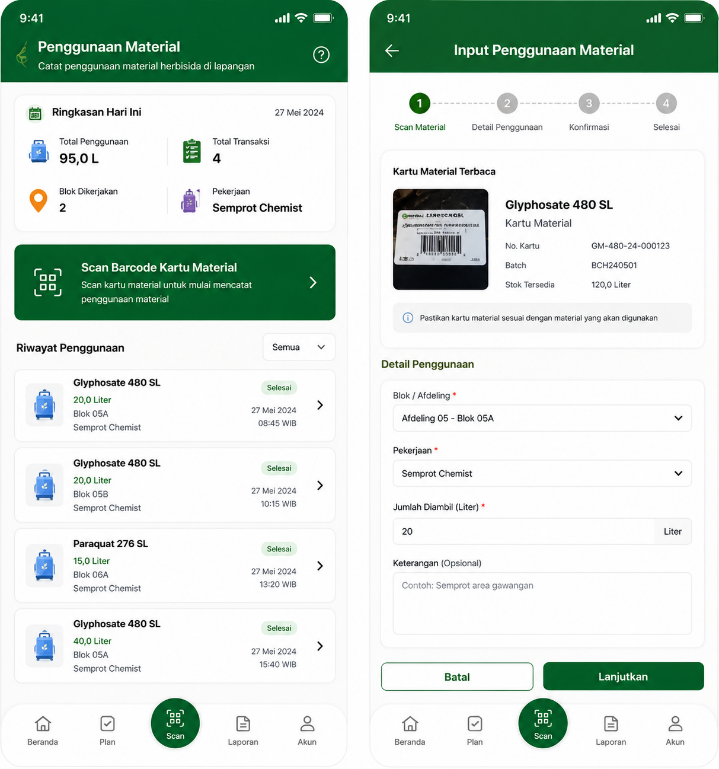 9:41
Penggunaan Material
Catat penggunaan material herbisida di lapangan
?
Ringkasan Hari Ini
27 Mei 2024
Total Penggunaan
95,0 L
Total Transaksi
4
Blok Dikerjakan
2
Pekerjaan
Semprot Chemist
Scan Barcode Kartu Material
Scan kartu material untuk mulai mencatat
penggunaan material
Riwayat Penggunaan
Semua
Glyphosate 480 SL
20,0 Liter
Blok 05A
Semprot Chemist
Selesai
27 Mei 2024
08:45 WIB
Glyphosate 480 SL
20,0 Liter
Blok 05B
Semprot Chemist
Selesai
27 Mei 2024
10:15 WIB
Paraquat 276 SL
15,0 Liter
Blok 06A
Semprot Chemist
Selesai
27 Mei 2024
13:20 WIB
Glyphosate 480 SL
40,0 Liter
Blok 05A
Semprot Chemist
Selesai
27 Mei 2024
15:40 WIB
Beranda
Plan
Scan
Laporan
Akun
9:41
Input Penggunaan Material
1
2
3
4
Scan Material
Detail Penggunaan
Konfirmasi
Selesai
Kartu Material Terbaca
Glyphosate 480 SL
Kartu Material
No. Kartu
GM-480-24-000123
Batch
BCH240501
Stok Tersedia
120,0 Liter
Pastikan kartu material sesuai dengan material yang akan digunakan
Detail Penggunaan
Blok / Afdeling *
Afdeling 05 - Blok 05A
Pekerjaan *
Semprot Chemist
Jumlah Diambil (Liter) *
20
Liter
Keterangan (Opsional)
Contoh: Semprot area gawangan
Batal
Lanjutkan
Beranda
Plan
Scan
Laporan
Akun